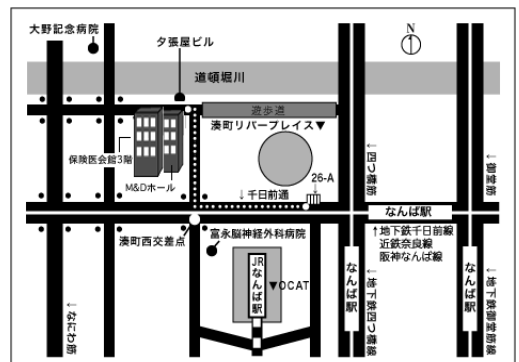 大野記念病院
夕張屋ビル
N
道頓堀川
遊歩道
湊町リバープレイス▼
保険医会館3階
M&Dホール
26-A
↓千日前通
↓四つ橋筋
↓御堂筋
なんば駅
湊町西交差点
富永脳神経外科病院
↑地下鉄千日前線
近鉄奈良線
阪神なんば線
JRなんば駅
▼OCAT
なんば駅
なんば駅
↓なにわ筋
↓地下鉄四つ橋線
↓地下鉄御堂筋線